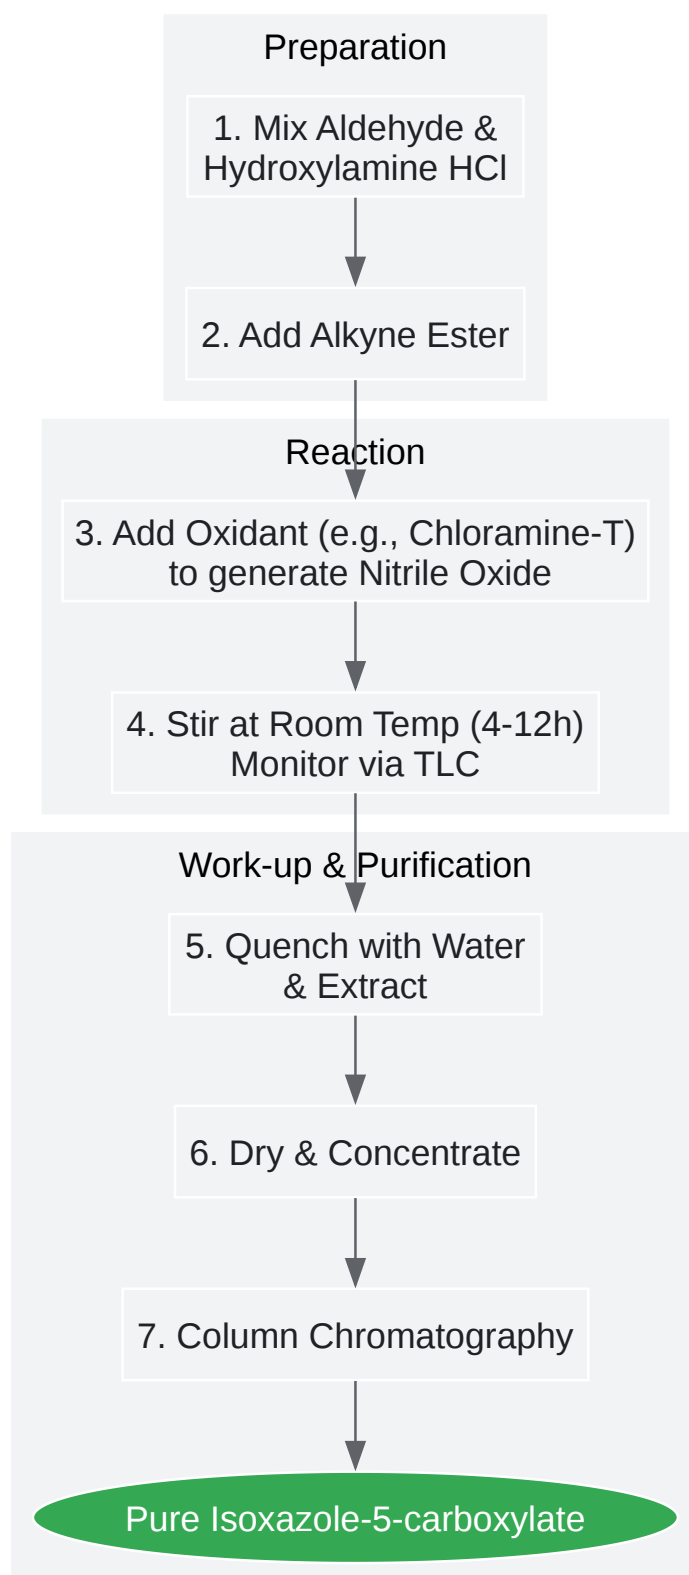 Preparation
1. Mix Aldehyde &
Hydroxylamine HCl
2. Add Alkyne Ester
Reaction
3. Add Oxidant (e.g., Chloramine-T)
to generate Nitrile Oxide
4. Stir at Room Temp (4-12h)
Monitor via TLC
Work-up & Purification
5. Quench with Water
& Extract
6. Dry & Concentrate
7. Column Chromatography
Pure Isoxazole-5-carboxylate